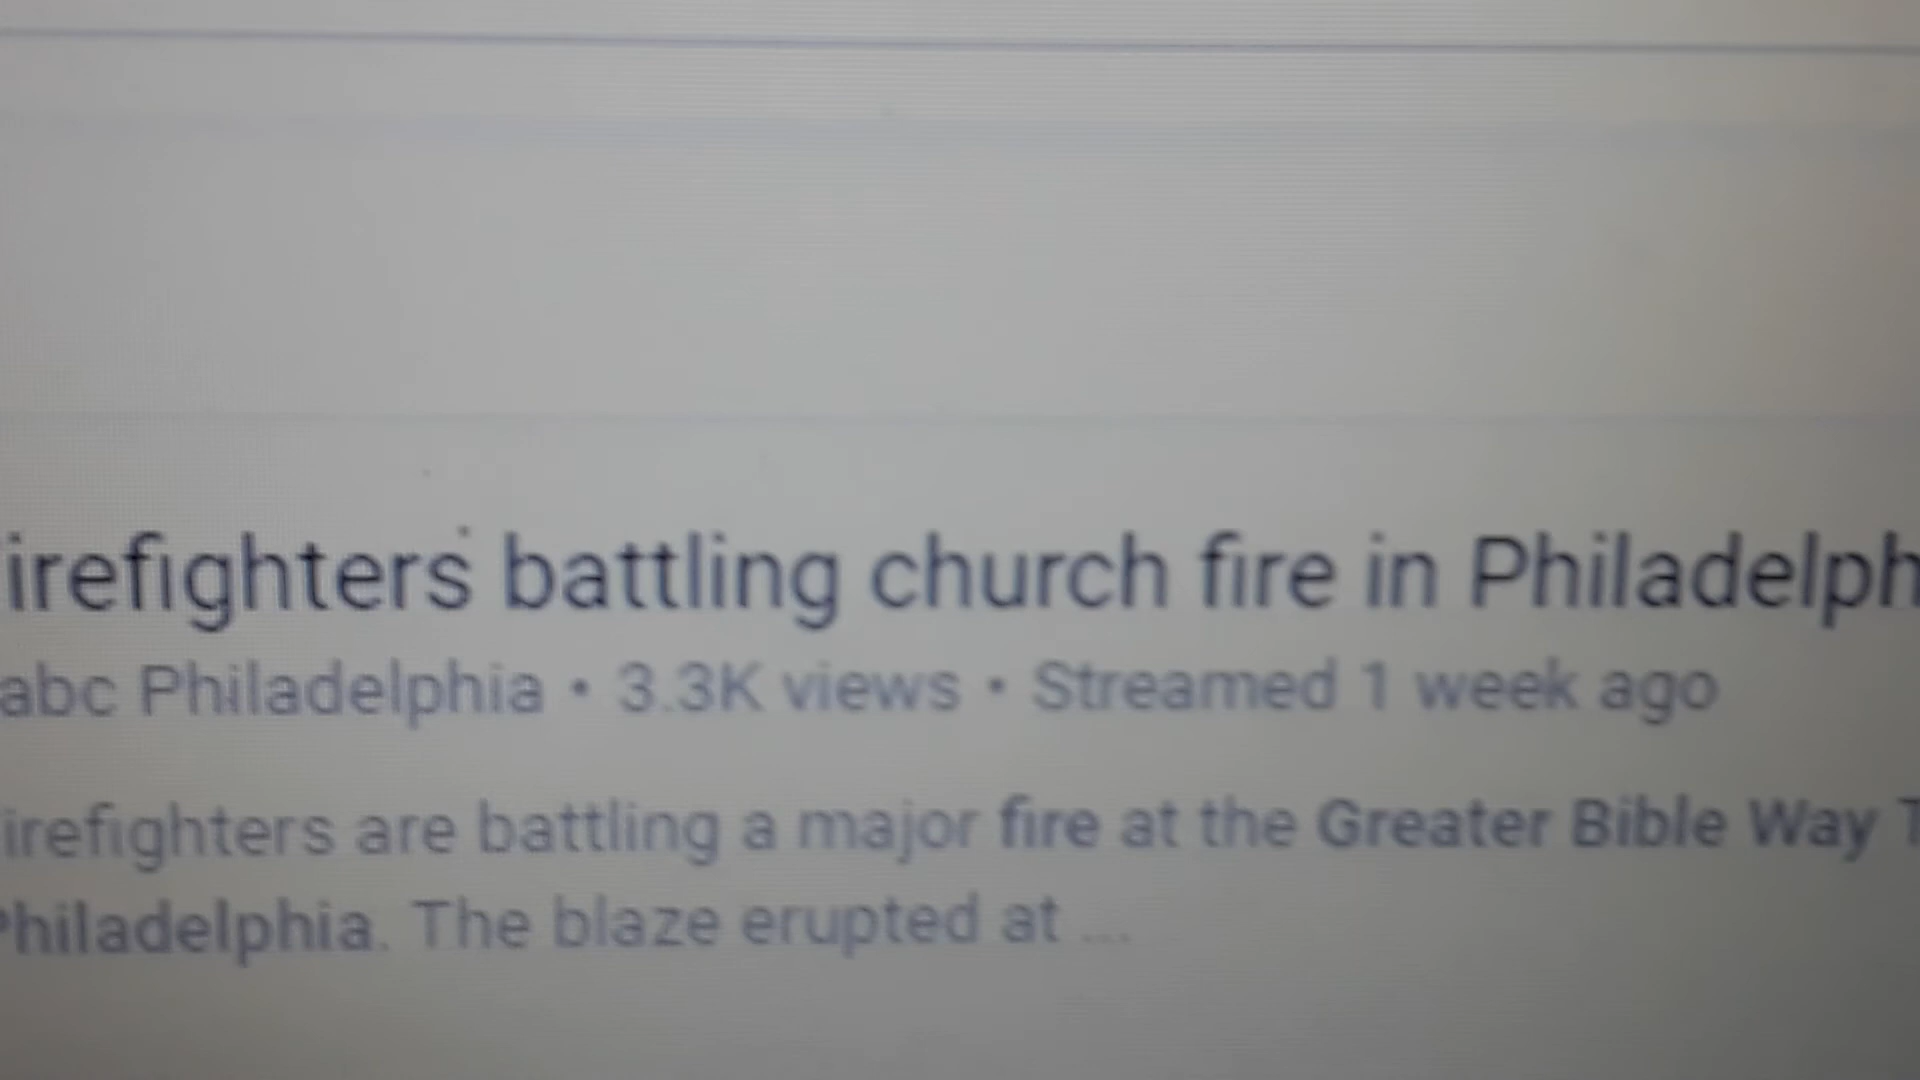 irefighters battling church fire in Philadelph
abc Philadelphia • 3.3K views • Streamed 1 week ago
irefighters are battling a major fire at the Greater Bible Way T
Philadelphia. The blaze erupted at ...